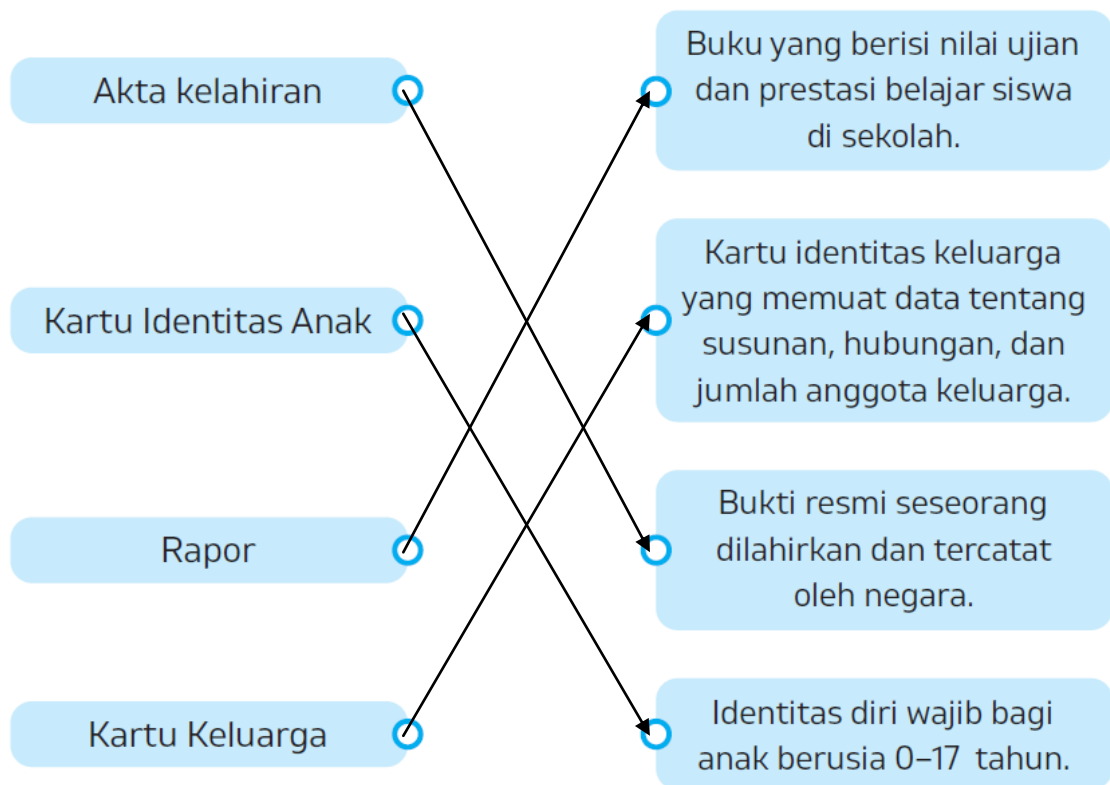 Akta kelahiran
Kartu Identitas Anak
Rapor
Kartu Keluarga
Buku yang berisi nilai ujian
dan prestasi belajar siswa
di sekolah.
Kartu identitas keluarga
yang memuat data tentang
susunan, hubungan, dan
jumlah anggota keluarga.
Bukti resmi seseorang
dilahirkan dan tercatat
oleh negara.
Identitas diri wajib bagi
anak berusia 0–17 tahun.